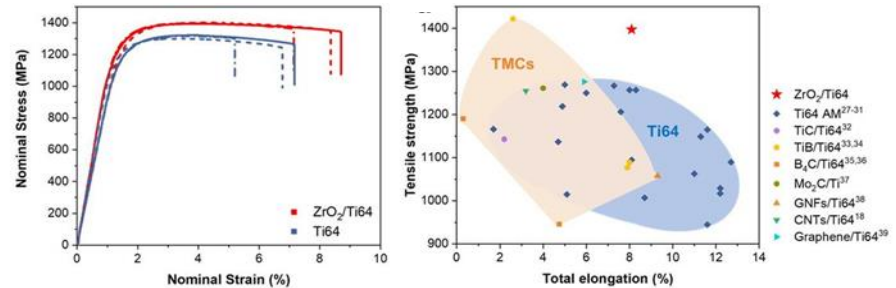 Nominal Stress (MPa)
1400
1200
1000
800
600
400
200
0
0 2 4 6 8 10
Nominal Strain (%)
ZrO2/Ti64
Ti64
Tensile strength (MPa)
1500
1400
1300
1200
1100
1000
900
0 2 4 6 8 10 12 14
Total elongation (%)
TMCs
Ti64
ZrO2/Ti64
Ti64 AM27-31
TiC/Ti6432
TiB/Ti6433,34
B4C/Ti6435,36
Mo2C/Ti37
GNFs/Ti6438
CNTs/Ti6418
Graphene/Ti6439